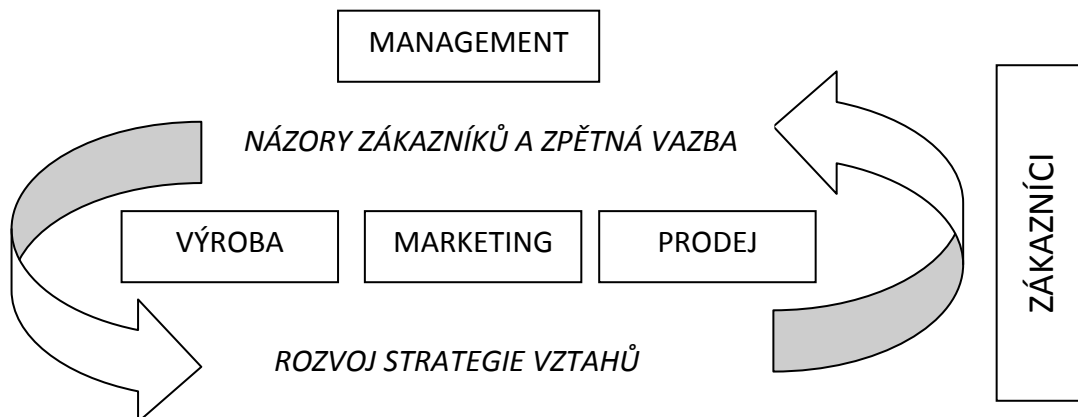 MANAGEMENT
NÁZORY ZÁKAZNÍKŮ A ZPĚTNÁ VAZBA
VÝROBA
MARKETING
PRODEJ
ROZVOJ STRATEGIE VZTAHŮ
ZÁKAZNÍCI